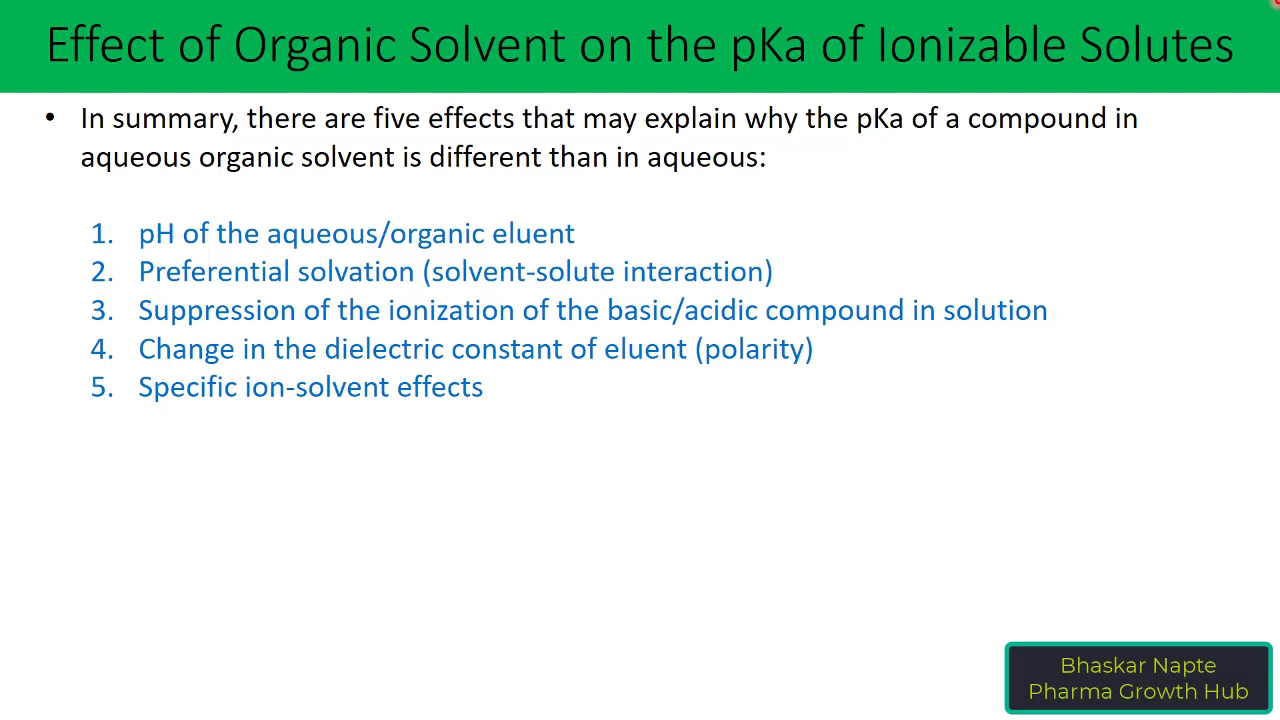 Effect of Organic Solvent on the pKa of Ionizable Solutes
• In summary, there are five effects that may explain why the pKa of a compound in
aqueous organic solvent is different than in aqueous:
1. pH of the aqueous/organic eluent
2. Preferential solvation (solvent-solute interaction)
3. Suppression of the ionization of the basic/acidic compound in solution
4. Change in the dielectric constant of eluent (polarity)
5. Specific ion-solvent effects
Bhaskar Napte
Pharma Growth Hub